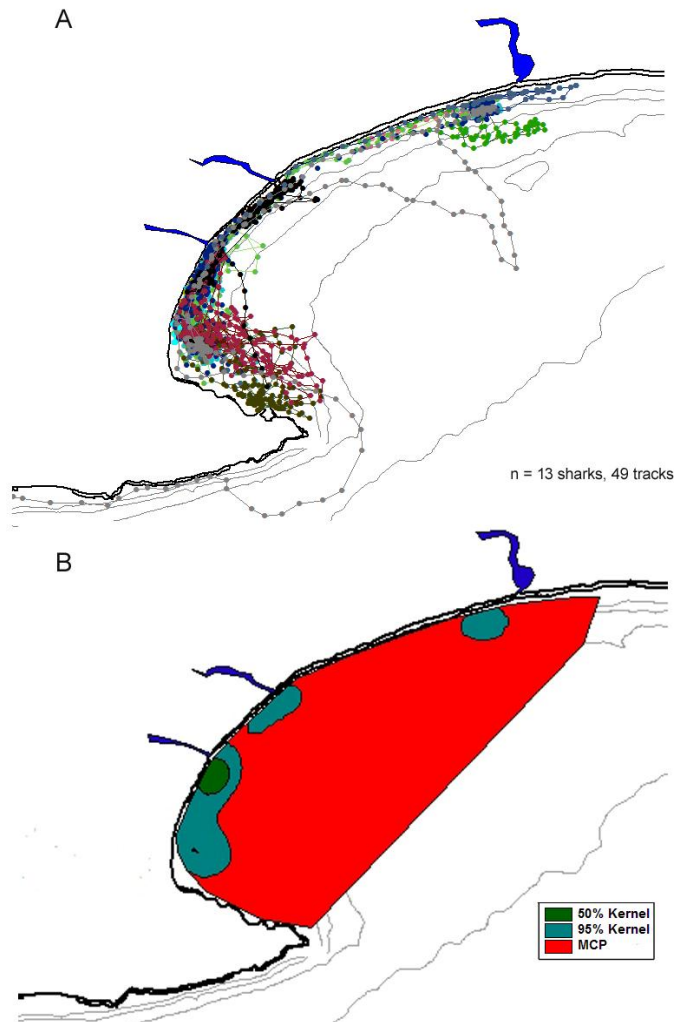 A
n = 13 sharks, 49 tracks
B
50% Kernel
95% Kernel
MCP